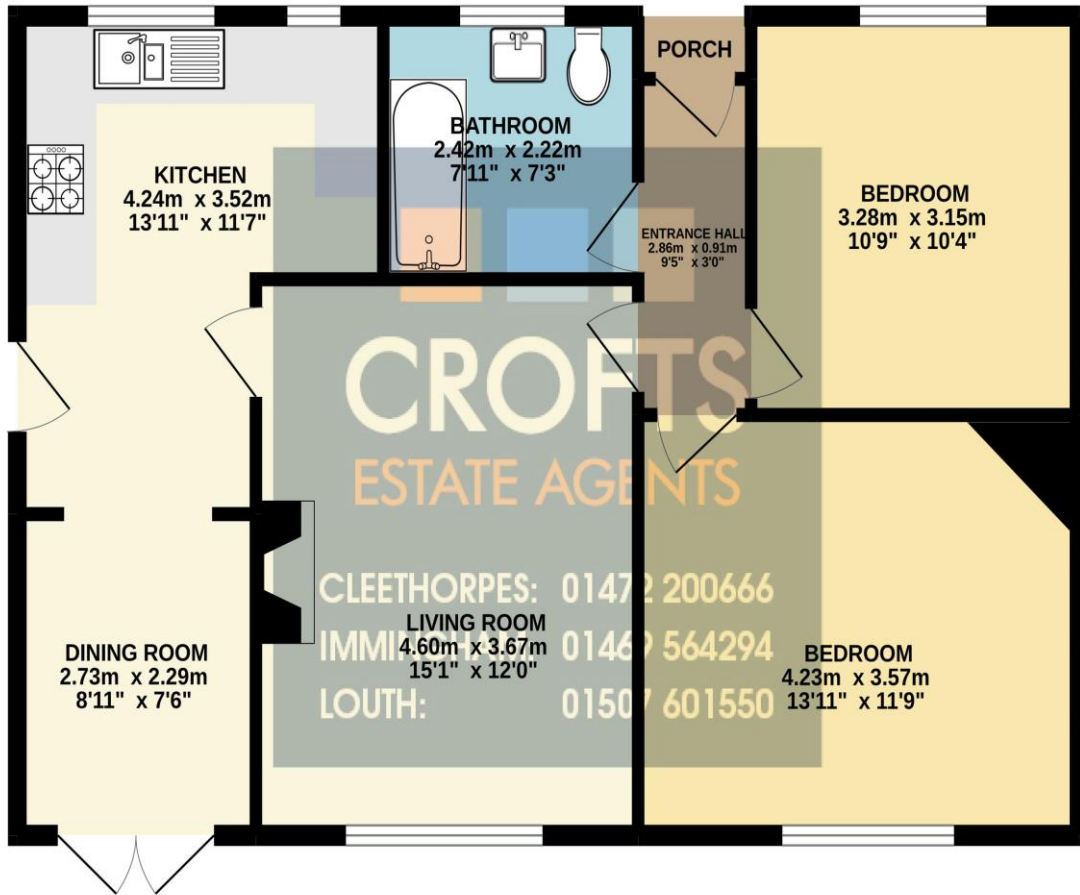 PORCH
BATHROOM
2.42m x 2.22m
7'11" x 7'3"
KITCHEN
4.24m x 3.52m
13'11" x 11'7"
BEDROOM
3.28m x 3.15m
10'9" x 10'4"
ENTRANCE HALL
2.86m x 0.91m
9'5" x 3'0"
CROFTS
ESTATE AGENTS
CLEETHORPES: 01472 200666
IMMINGHAM: 01469 564294
LOUTH: 01507 601550
LIVING ROOM
4.60m x 3.67m
15'1" x 12'0"
DINING ROOM
2.73m x 2.29m
8'11" x 7'6"
BEDROOM
4.23m x 3.57m
13'11" x 11'9"